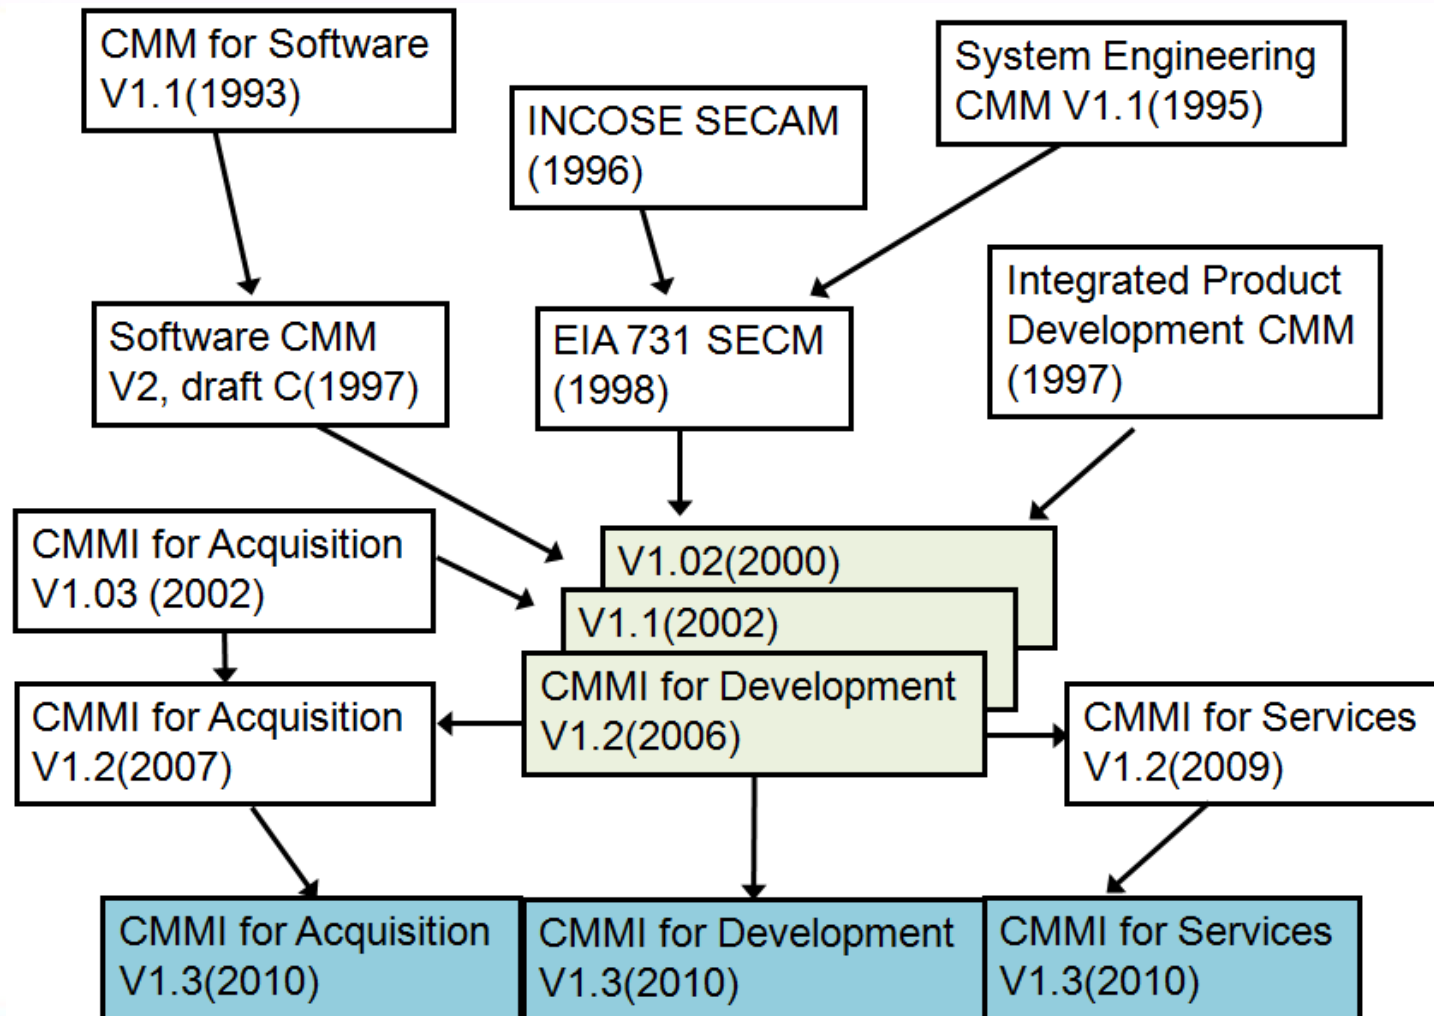 CMM for Software
V1.1(1993)
System Engineering
CMM V1.1(1995)
INCOSE SECAM
(1996)
Integrated Product
Development CMM
(1997)
Software CMM
V2, draft C(1997)
EIA 731 SECM
(1998)
CMMI for Acquisition
V1.03 (2002)
V1.02(2000)
V1.1(2002)
CMMI for Development
V1.2(2006)
CMMI for Acquisition
V1.2(2007)
CMMI for Services
V1.2(2009)
CMMI for Acquisition
V1.3(2010)
CMMI for Development
V1.3(2010)
CMMI for Services
V1.3(2010)